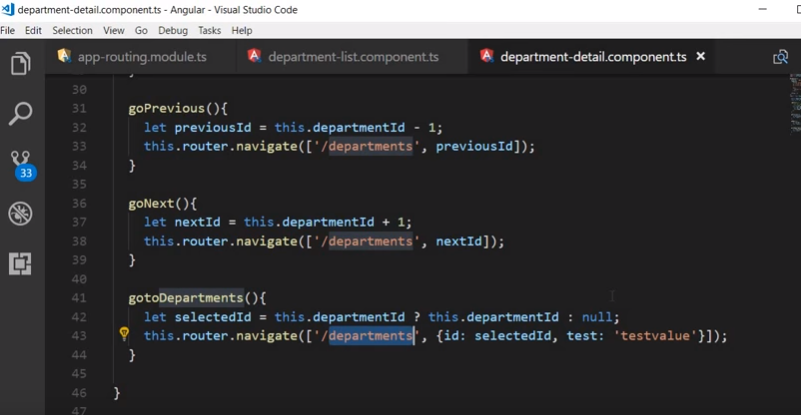 department-detail.component.ts - Angular - Visual Studio Code
File Edit Selection View Go Debug Tasks Help
app-routing.module.ts department-list.component.ts department-detail.component.ts
30
31 goPrevious(){
32 let previousId = this.departmentId - 1;
33 this.router.navigate(['/departments', previousId]);
34 }
35
36 goNext(){
37 let nextId = this.departmentId + 1;
38 this.router.navigate(['/departments', nextId]);
39 }
40
41 gotoDepartments(){
42 let selectedId = this.departmentId ? this.departmentId : null;
43 this.router.navigate(['/departments', {id: selectedId, test: 'testvalue'}]);
44 }
45
46 }
47
33